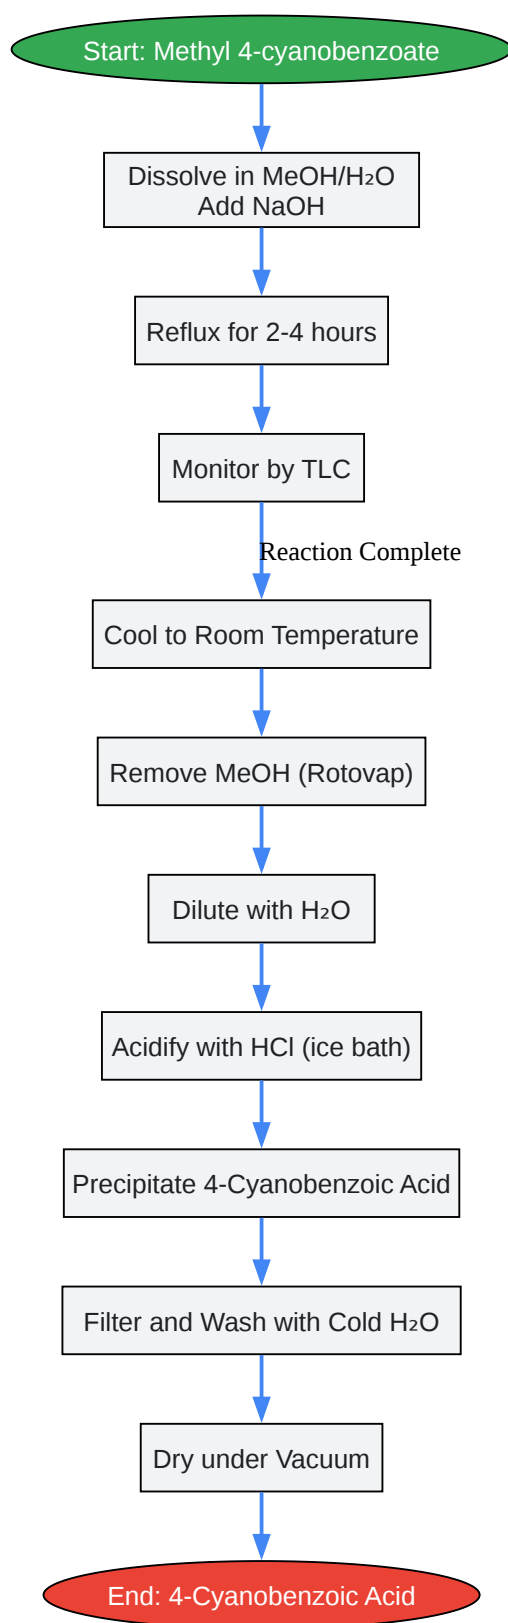 Start: Methyl 4-cyanobenzoate
Dissolve in MeOH/H₂O
Add NaOH
Reflux for 2-4 hours
Monitor by TLC
Reaction Complete
Cool to Room Temperature
Remove MeOH (Rotovap)
Dilute with H₂O
Acidify with HCl (ice bath)
Precipitate 4-Cyanobenzoic Acid
Filter and Wash with Cold H₂O
Dry under Vacuum
End: 4-Cyanobenzoic Acid